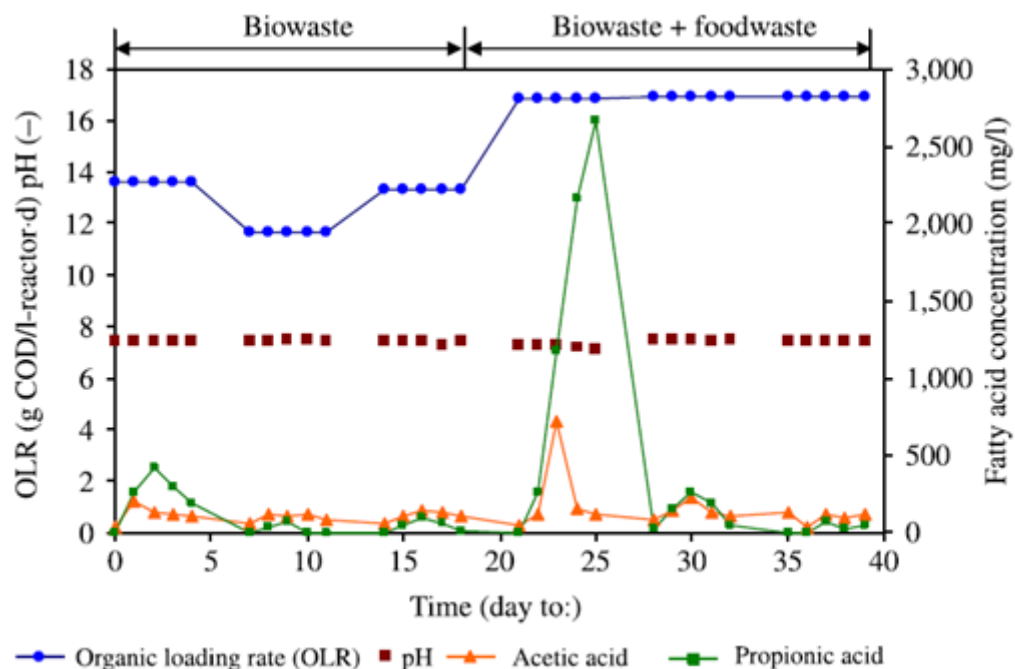 Biowaste
Biowaste + foodwaste
18
16
14
12
10
8
6
4
2
0
OLR (g COD/l-reactor·d) pH (–)
3,000
2,500
2,000
1,500
1,000
500
0
Fatty acid concentration (mg/l)
0 5 10 15 20 25 30 35 40
Time (day to:)
Organic loading rate (OLR) pH Acetic acid Propionic acid